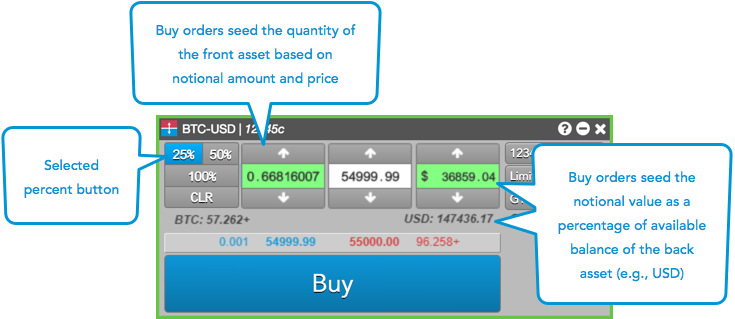 Buy orders seed the quantity of
the front asset based on
notional amount and price
Selected
percent button
BTC-USD |
25% 50%
100%
CLR
0.66816007
54999.99
$ 36859.04
BTC: 57.262+
USD: 147436.17
0.001 54999.99 55000.00 96.258+
Buy
Buy orders seed the
notional value as a
percentage of available
balance of the back
asset (e.g., USD)